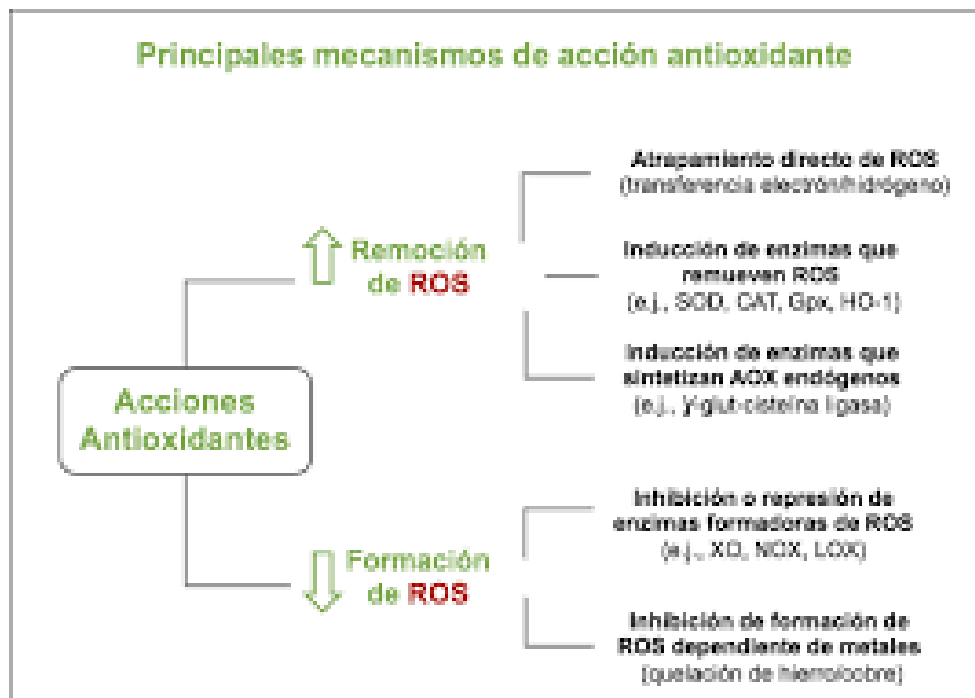 Principales mecanismos de acción antioxidante
Atrapamiento directo de ROS
(transferencia electrón/hidrógeno)
Remoción
de ROS
Inducción de enzimas que
remueven ROS
(e.j., SOD, CAT, Gpx, HO-1)
Inducción de enzimas que
sintetizan AOX endógenos
(e.j., γ-glut-cisteína ligasa)
Acciones
Antioxidantes
Inhibición o represión de
enzimas formadoras de ROS
(e.j., XO, NOX, LOX)
Formación
de ROS
Inhibición de formación de
ROS dependiente de metales
(quelación de hierro/cobre)